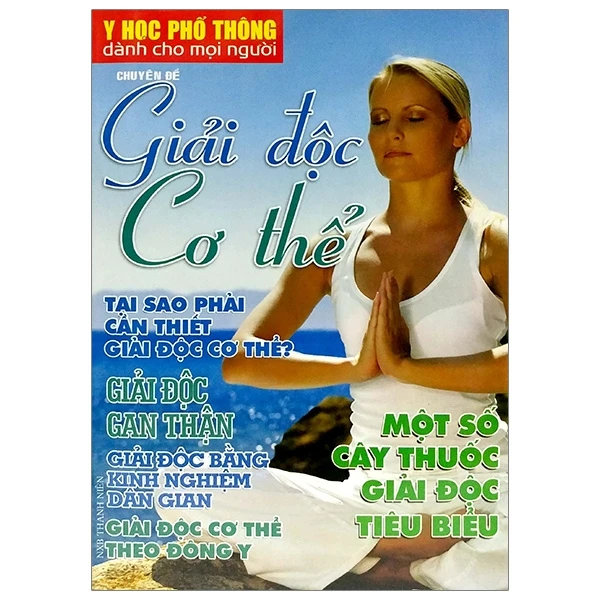 Y HỌC PHỔ THÔNG
dành cho mọi người
CHUYÊN ĐỀ
Giải độc
Cơ thể
TẠI SAO PHẢI
CẦN THIẾT
GIẢI ĐỘC CƠ THỂ?
GIẢI ĐỘC
GAN THẬN
GIẢI ĐỘC BẰNG
KINH NGHIỆM
DÂN GIAN
GIẢI ĐỘC CƠ THỂ
THEO ĐÔNG Y
MỘT SỐ
CÂY THUỐC
GIẢI ĐỘC
TIÊU BIỂU
NXB THANH NIÊN